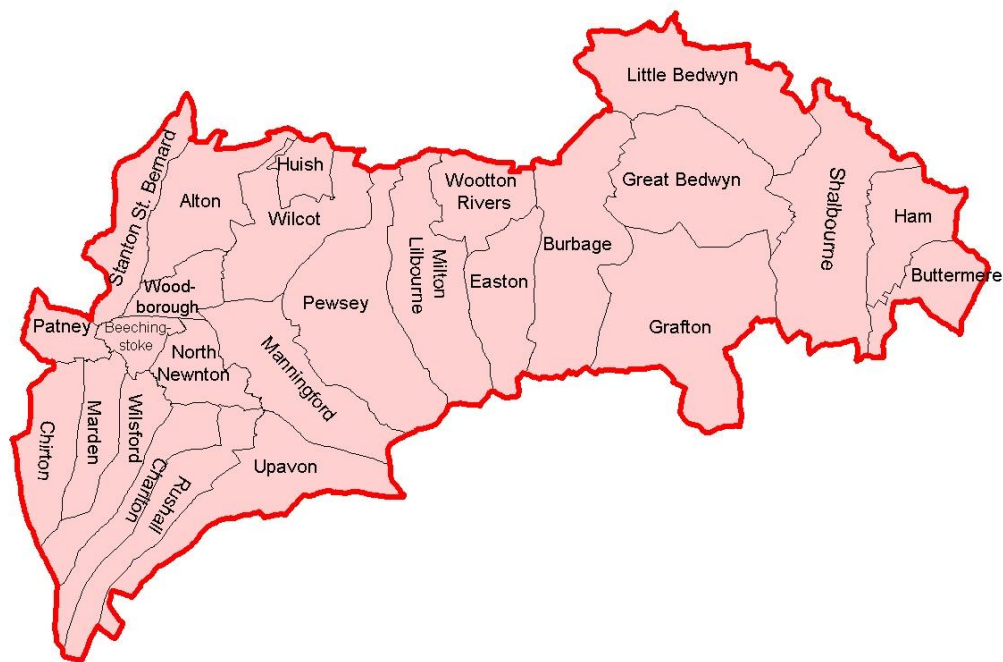 Little Bedwyn
Stanton St. Bernard
Huish
Alton
Wootton
Rivers
Great Bedwyn
Shalbourne
Wilcot
Ham
Milton
Lilbourne
Burbage
Easton
Buttermere
Wood-
borough
Pewsey
Patney
Beeching-
stoke
Grafton
North
Newnton
Manningford
Chirton
Marden
Wilsford
Charlton
Rushall
Upavon